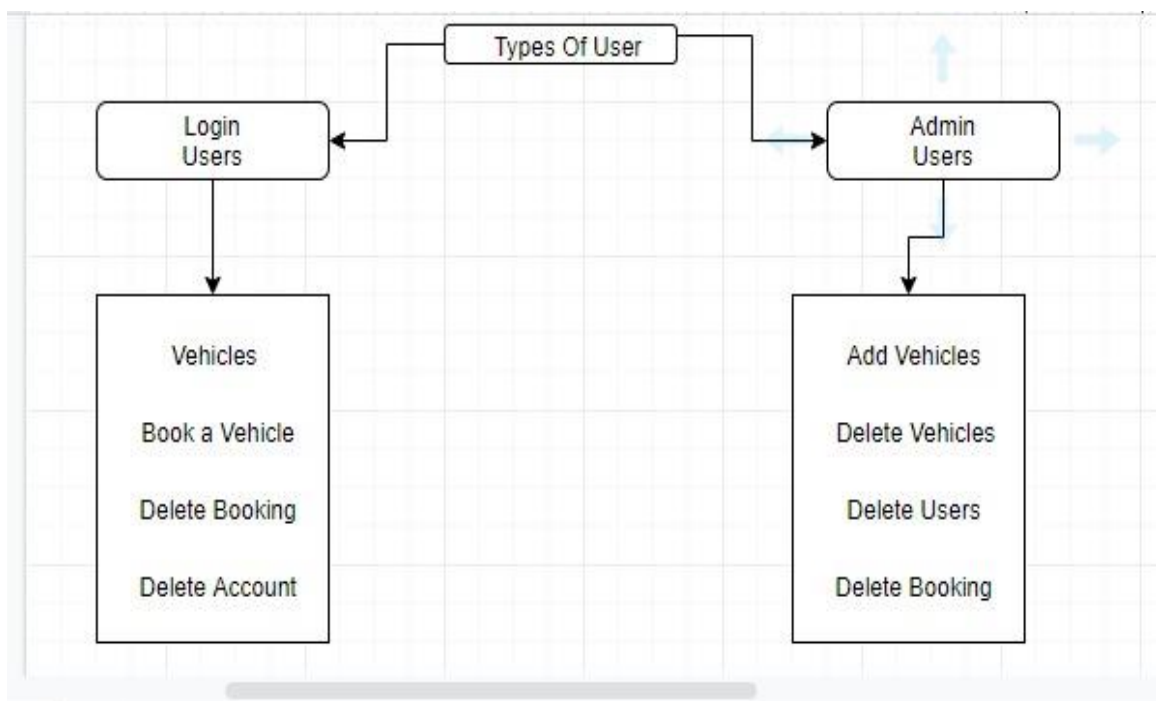 Types Of User
Login
Users
Admin
Users
Vehicles
Book a Vehicle
Delete Booking
Delete Account
Add Vehicles
Delete Vehicles
Delete Users
Delete Booking